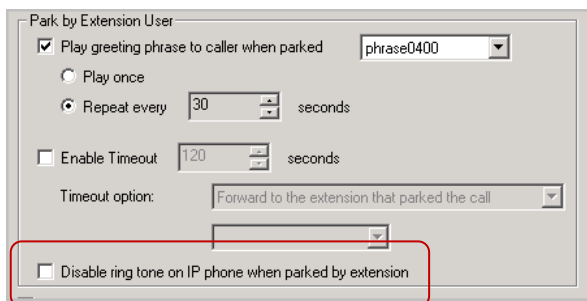 Park by Extension User
Play greeting phrase to caller when parked phrase0400
Play once
Repeat every 30 seconds
Enable Timeout 120 seconds
Timeout option: Forward to the extension that parked the call
Disable ring tone on IP phone when parked by extension